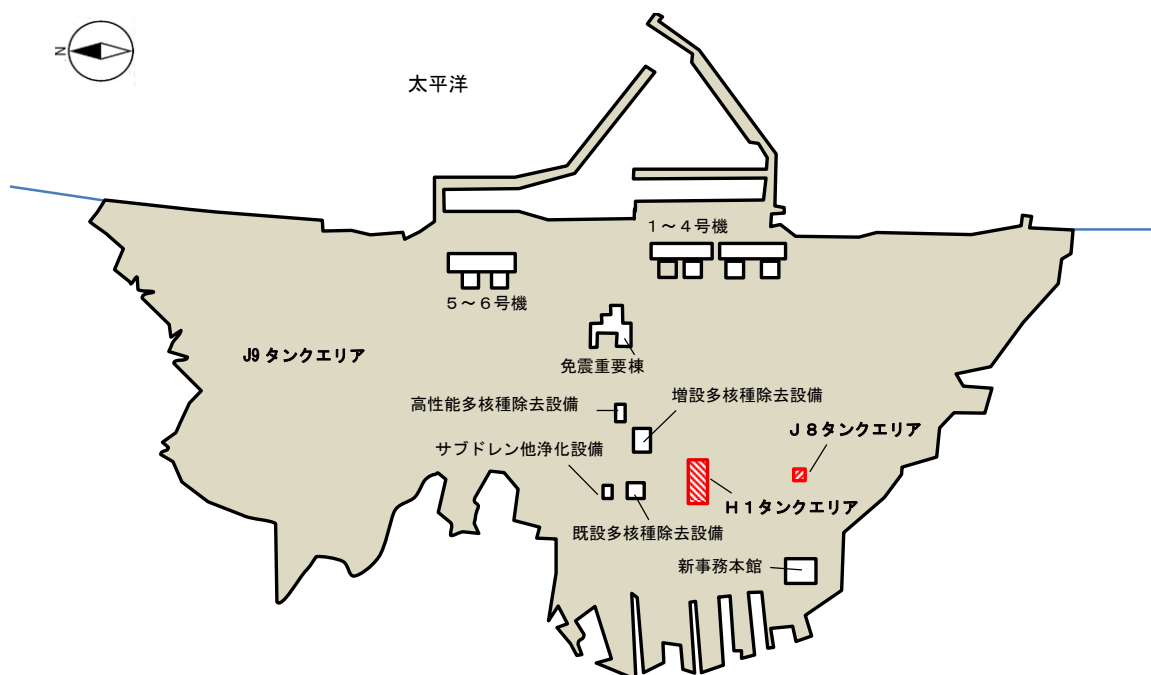 N
太平洋
１～４号機
５～６号機
免震重要棟
J9 タンクエリア
高性能多核種除去設備
増設多核種除去設備
Ｊ８タンクエリア
サブドレン他浄化設備
Ｈ１タンクエリア
既設多核種除去設備
新事務本館